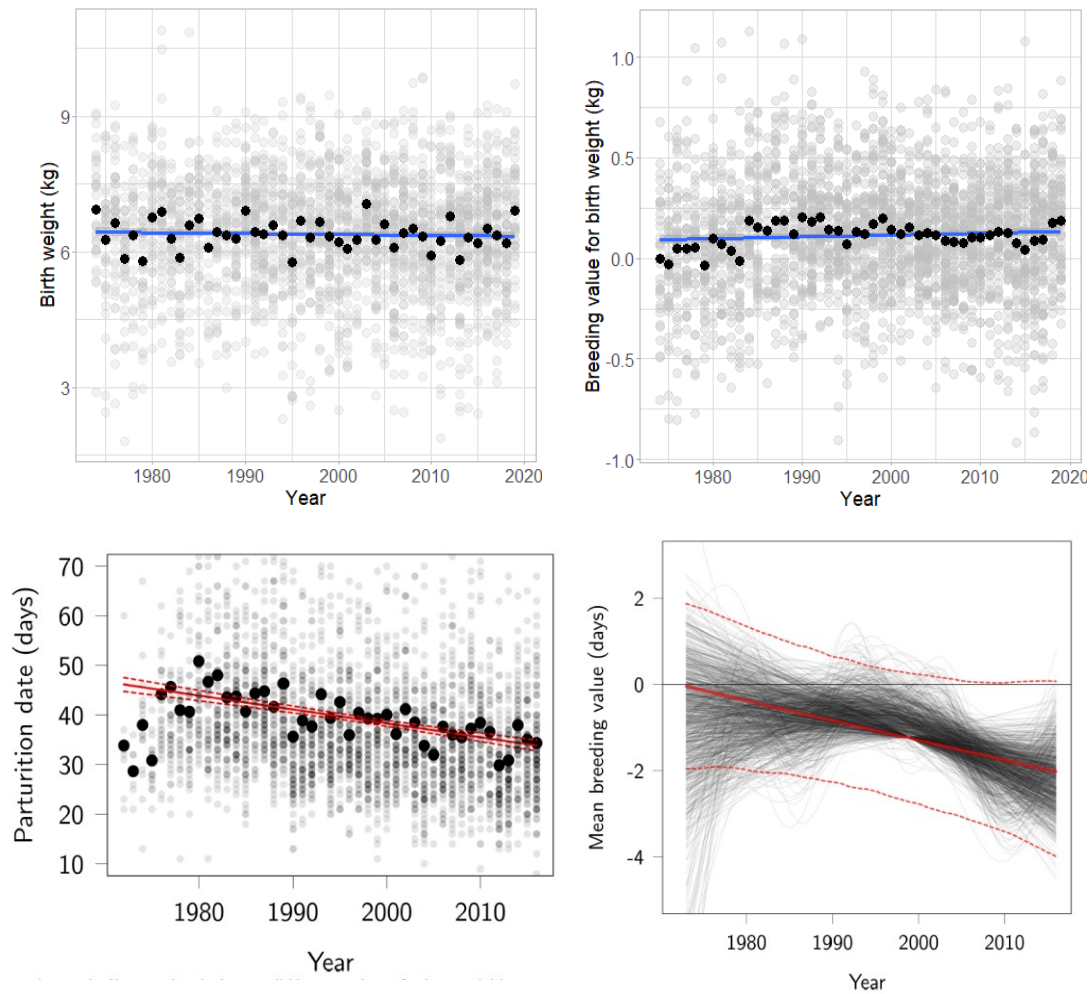 Birth weight (kg)
9
6
3
1980 1990 2000 2010 2020
Year
Breeding value for birth weight (kg)
1.0
0.5
0.0
-0.5
-1.0
1980 1990 2000 2010 2020
Year
Parturition date (days)
70
60
50
40
30
20
10
1980 1990 2000 2010
Year
Mean breeding value (days)
2
0
-2
-4
1980 1990 2000 2010
Year